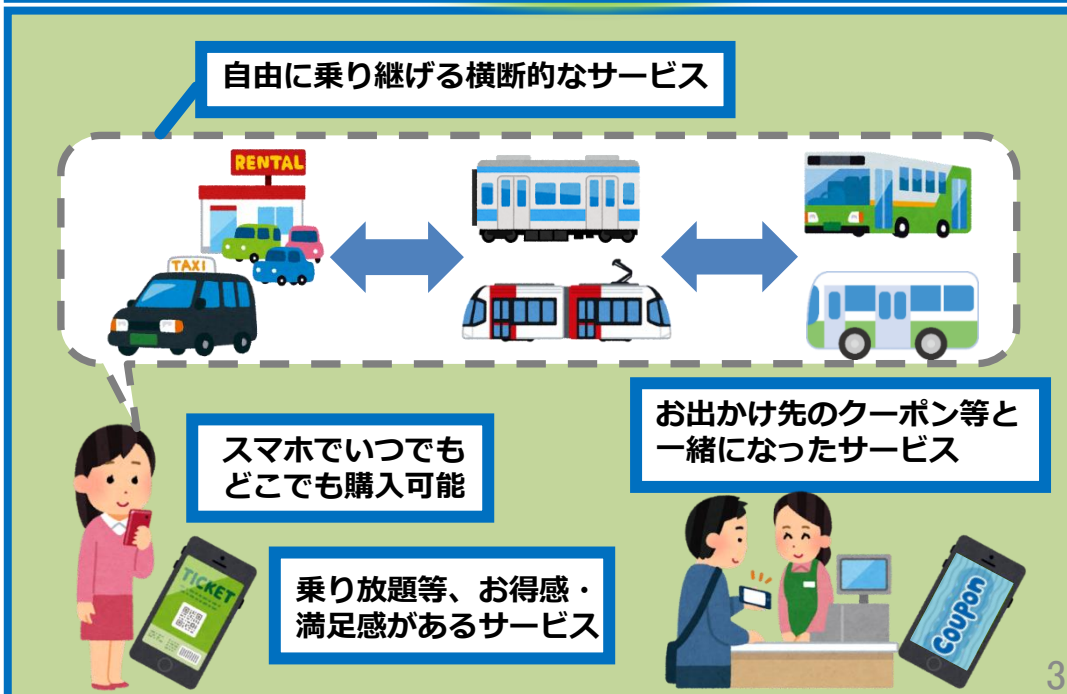 自由に乗り継げる横断的なサービス
RENTAL
TAXI
スマホでいつでも
どこでも購入可能
お出かけ先のクーポン等と
一緒になったサービス
TICKET
乗り放題等、お得感・
満足感があるサービス
Coupon
3